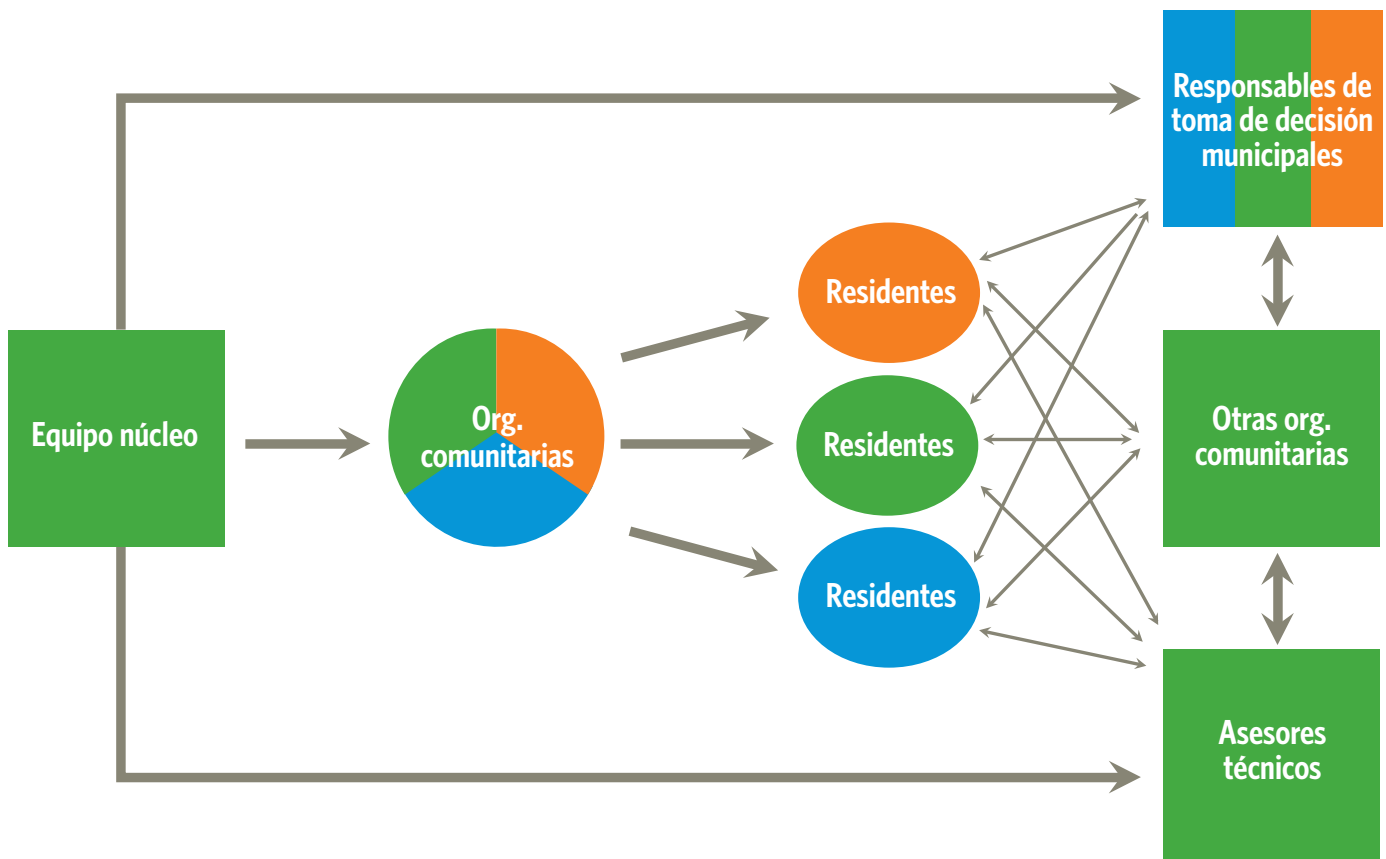 Equipo núcleo
Org.
comunitarias
Residentes
Residentes
Residentes
Responsables de
toma de decisión
municipales
Otras org.
comunitarias
Asesores
técnicos